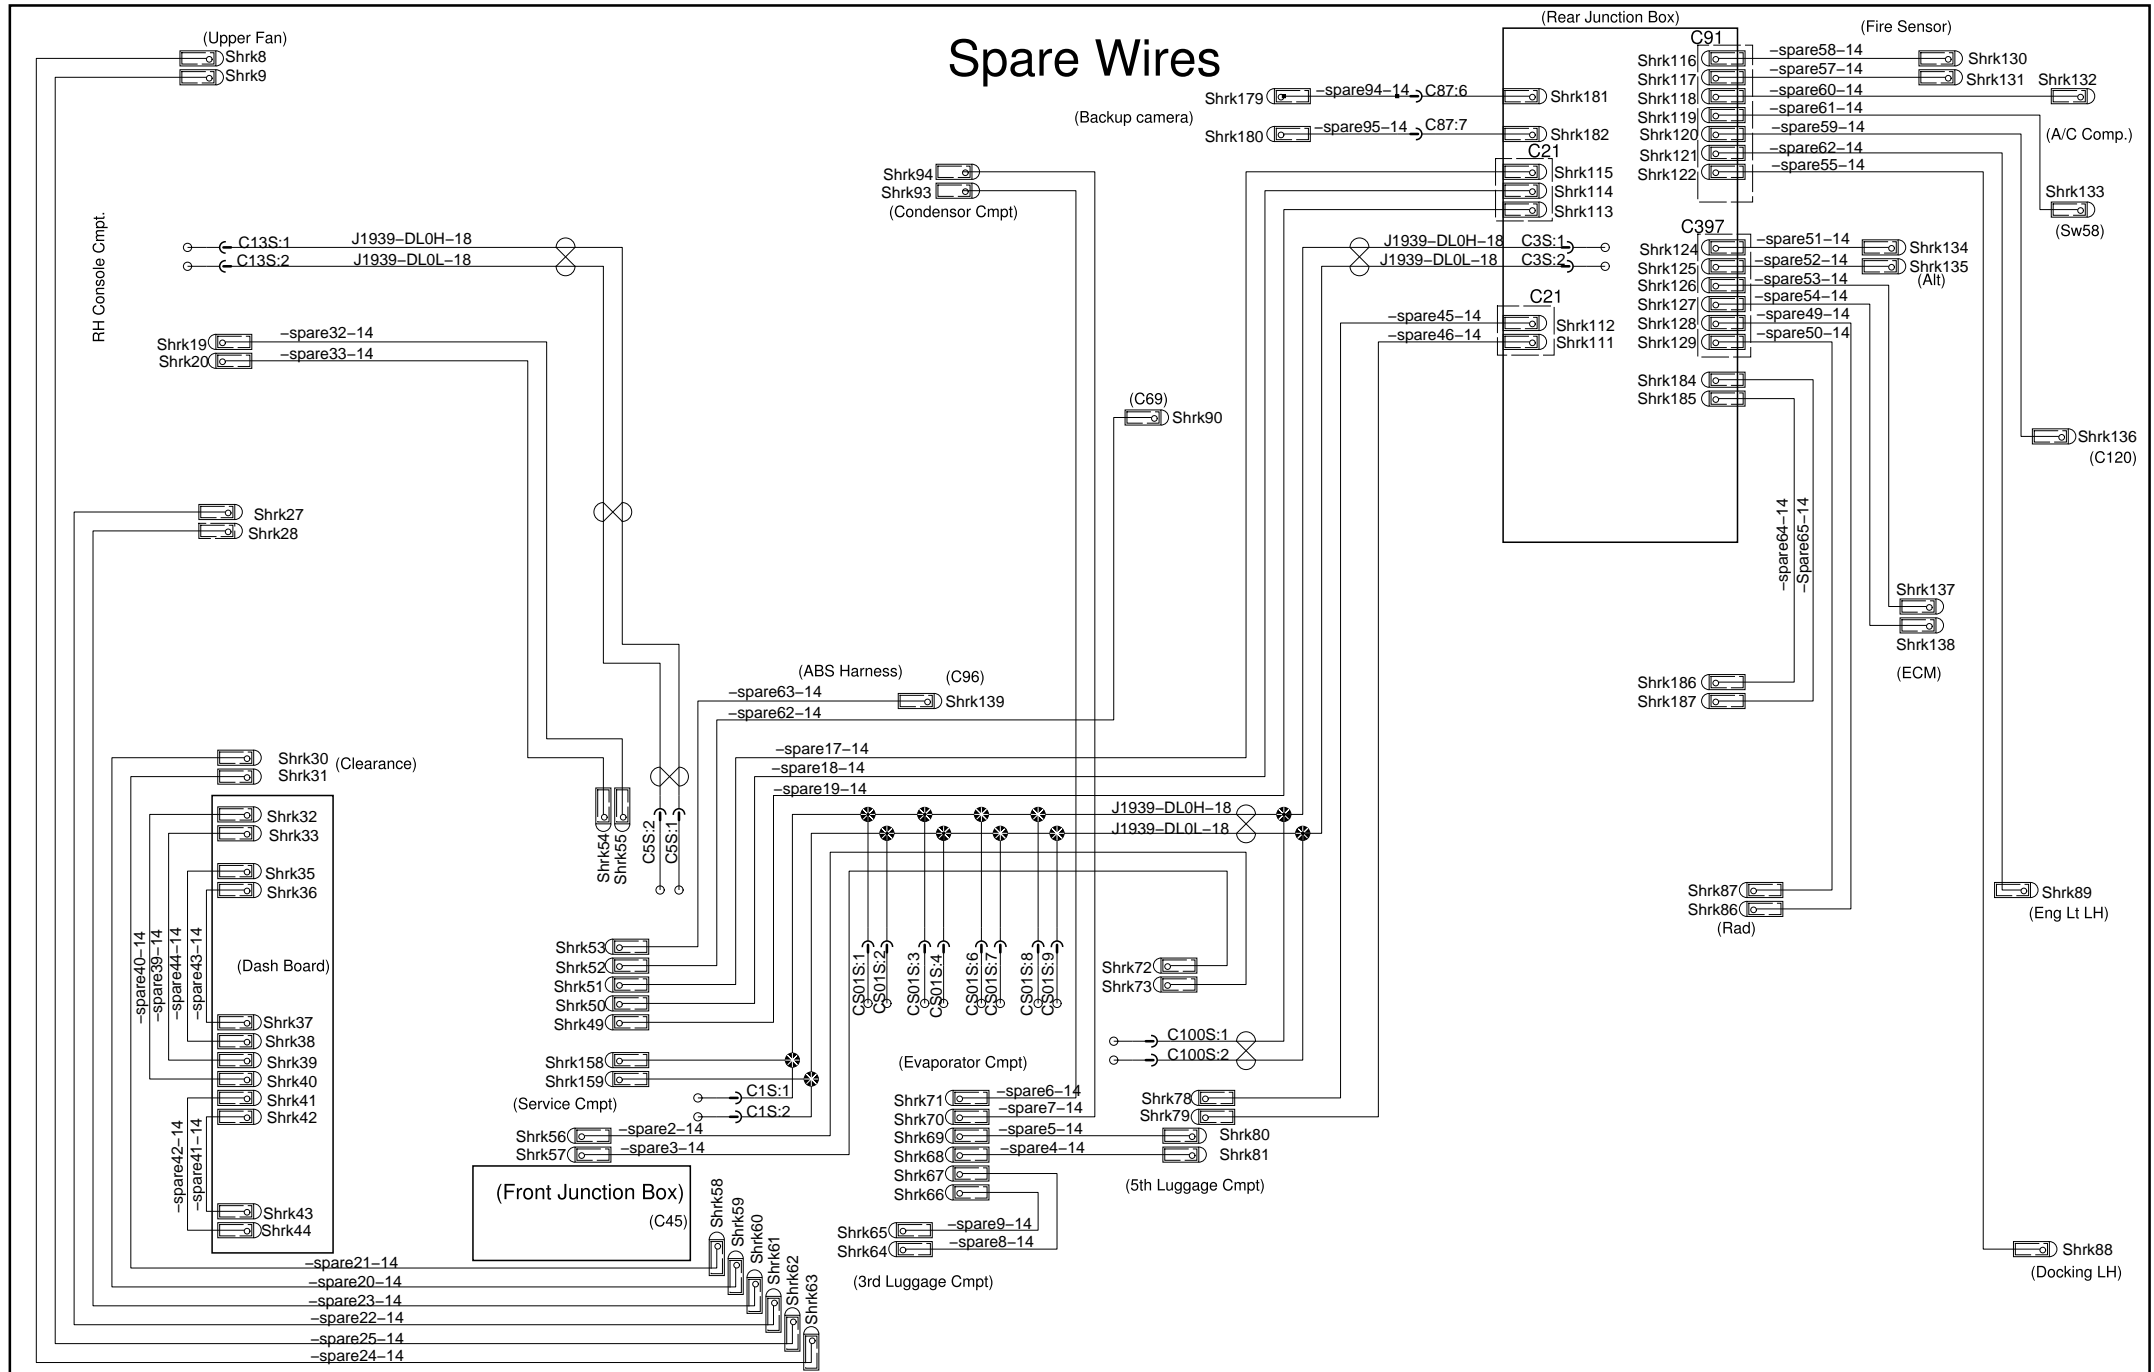 Spare Wires
(Upper Fan)
Shrk8
Shrk9
RH Console Cmpt.
C13S:1
J1939-DL0H-18
C13S:2
J1939-DL0L-18
Shrk19
-spare32-14
Shrk20
-spare33-14
Shrk27
Shrk28
Shrk30
(Clearance)
Shrk31
Shrk32
Shrk33
Shrk35
Shrk36
(Dash Board)
-spare40-14
-spare39-14
-spare44-14
-spare43-14
Shrk37
Shrk38
Shrk39
Shrk40
Shrk41
Shrk42
-spare42-14
-spare41-14
Shrk43
Shrk44
-spare21-14
-spare20-14
-spare23-14
-spare22-14
-spare25-14
-spare24-14
Shrk54
Shrk55
C5S:2
C5S:1
Shrk53
Shrk52
Shrk51
Shrk50
Shrk49
Shrk158
Shrk159
(Service Cmpt)
C1S:1
C1S:2
Shrk56
-spare2-14
Shrk57
-spare3-14
(Front Junction Box)
(C45)
Shrk58
Shrk59
Shrk60
Shrk61
Shrk62
Shrk63
Shrk94
Shrk93
(Condensor Cmpt)
(C69)
Shrk90
(ABS Harness)
(C96)
-spare63-14
Shrk139
-spare62-14
-spare17-14
-spare18-14
-spare19-14
J1939-DL0H-18
J1939-DL0L-18
CS01S:1
CS01S:2
CS01S:3
CS01S:4
CS01S:6
CS01S:7
CS01S:8
CS01S:9
Shrk72
Shrk73
C100S:1
C100S:2
(Evaporator Cmpt)
Shrk71
-spare6-14
Shrk70
-spare7-14
Shrk69
-spare5-14
Shrk68
-spare4-14
Shrk67
Shrk66
Shrk65
-spare9-14
Shrk64
-spare8-14
(3rd Luggage Cmpt)
Shrk78
Shrk79
Shrk80
Shrk81
(5th Luggage Cmpt)
(Backup camera)
Shrk179
-spare94-14
C87:6
Shrk181
Shrk180
-spare95-14
C87:7
Shrk182
(Rear Junction Box)
C21
Shrk115
Shrk114
Shrk113
J1939-DL0H-18
C3S:1
J1939-DL0L-18
C3S:2
C21
-spare45-14
Shrk112
-spare46-14
Shrk111
C91
(Fire Sensor)
Shrk116
-spare58-14
Shrk130
Shrk117
-spare57-14
Shrk131
Shrk132
Shrk118
-spare60-14
Shrk119
-spare61-14
Shrk120
-spare59-14
(A/C Comp.)
Shrk121
-spare62-14
Shrk122
-spare55-14
Shrk133
(Sw58)
C397
Shrk124
-spare51-14
Shrk134
Shrk125
-spare52-14
Shrk135
(Alt)
Shrk126
-spare53-14
Shrk127
-spare54-14
Shrk128
-spare49-14
Shrk129
-spare50-14
Shrk184
Shrk185
Shrk136
(C120)
-spare64-14
-Spare65-14
Shrk137
Shrk138
(ECM)
Shrk186
Shrk187
Shrk87
Shrk86
(Rad)
Shrk89
(Eng Lt LH)
Shrk88
(Docking LH)